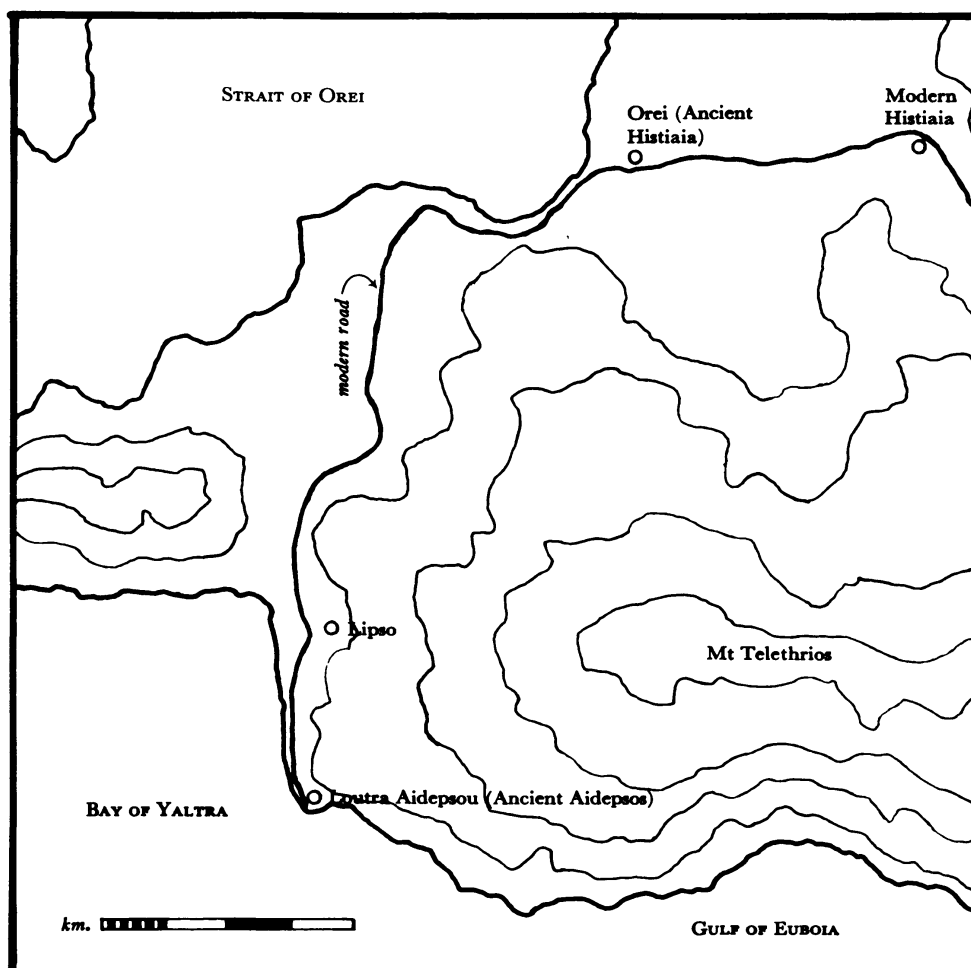 STRAIT OF OREI
Orei (Ancient
Histiaia)
Modern
Histiaia
modern road
Lipso
Mt Telethrios
Loutra Aidepsou (Ancient Aidepsos)
BAY OF YALTRA
km.
GULF OF EUBOIA